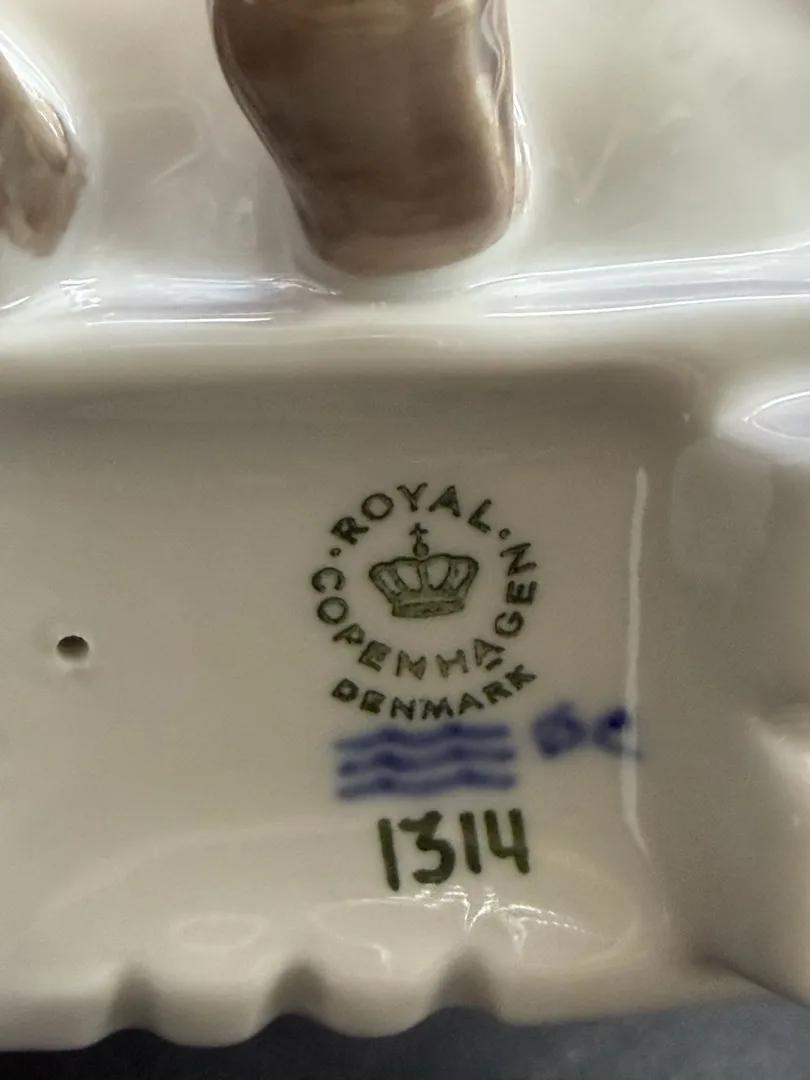 ROYAL
COPENHAGEN
DENMARK
1314